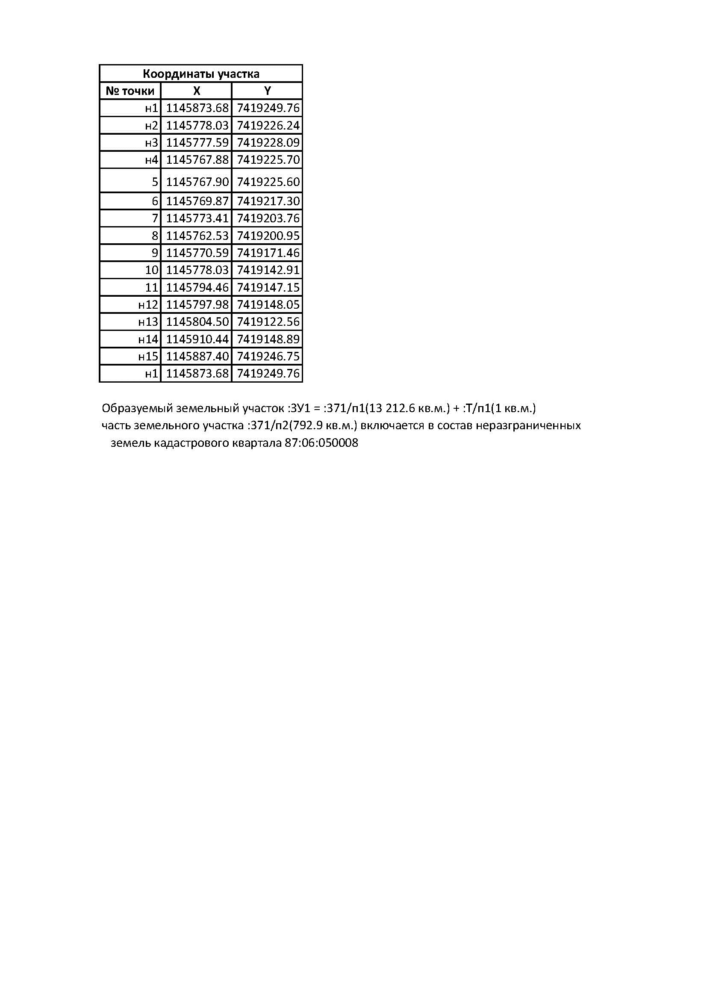 Координаты участка
№ точки X Y
н1 1145873.68 7419249.76
н2 1145778.03 7419226.24
н3 1145777.59 7419228.09
н4 1145767.88 7419225.70
5 1145767.90 7419225.60
6 1145769.87 7419217.30
7 1145773.41 7419203.76
8 1145762.53 7419200.95
9 1145770.59 7419171.46
10 1145778.03 7419142.91
11 1145794.46 7419147.15
н12 1145797.98 7419148.05
н13 1145804.50 7419122.56
н14 1145910.44 7419148.89
н15 1145887.40 7419246.75
н1 1145873.68 7419249.76
Образуемый земельный участок :ЗУ1 = :371/п1(13 212.6 кв.м.) + :Т/п1(1 кв.м.)
часть земельного участка :371/п2(792.9 кв.м.) включается в состав неразграниченных
земель кадастрового квартала 87:06:050008